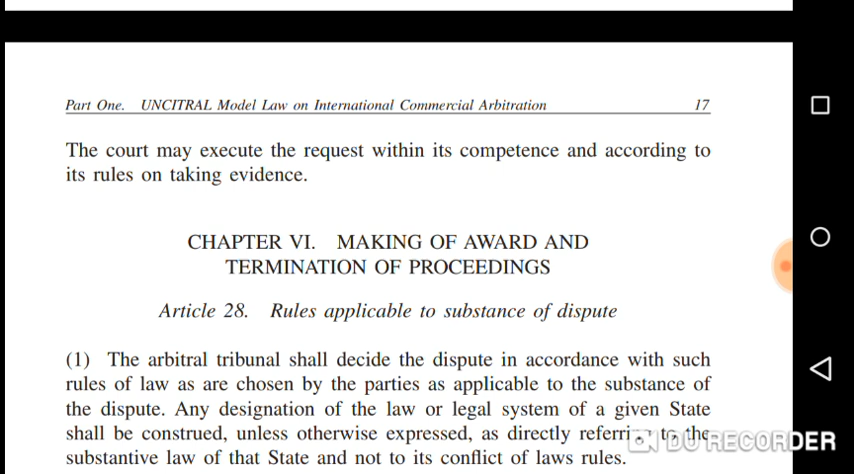 Part One. UNCITRAL Model Law on International Commercial Arbitration 17
The court may execute the request within its competence and according to
its rules on taking evidence.
CHAPTER VI. MAKING OF AWARD AND
TERMINATION OF PROCEEDINGS
Article 28. Rules applicable to substance of dispute
(1) The arbitral tribunal shall decide the dispute in accordance with such
rules of law as are chosen by the parties as applicable to the substance of
the dispute. Any designation of the law or legal system of a given State
shall be construed, unless otherwise expressed, as directly to the
substantive law of that State and not to its conflict of laws rules.
DU RECORDER